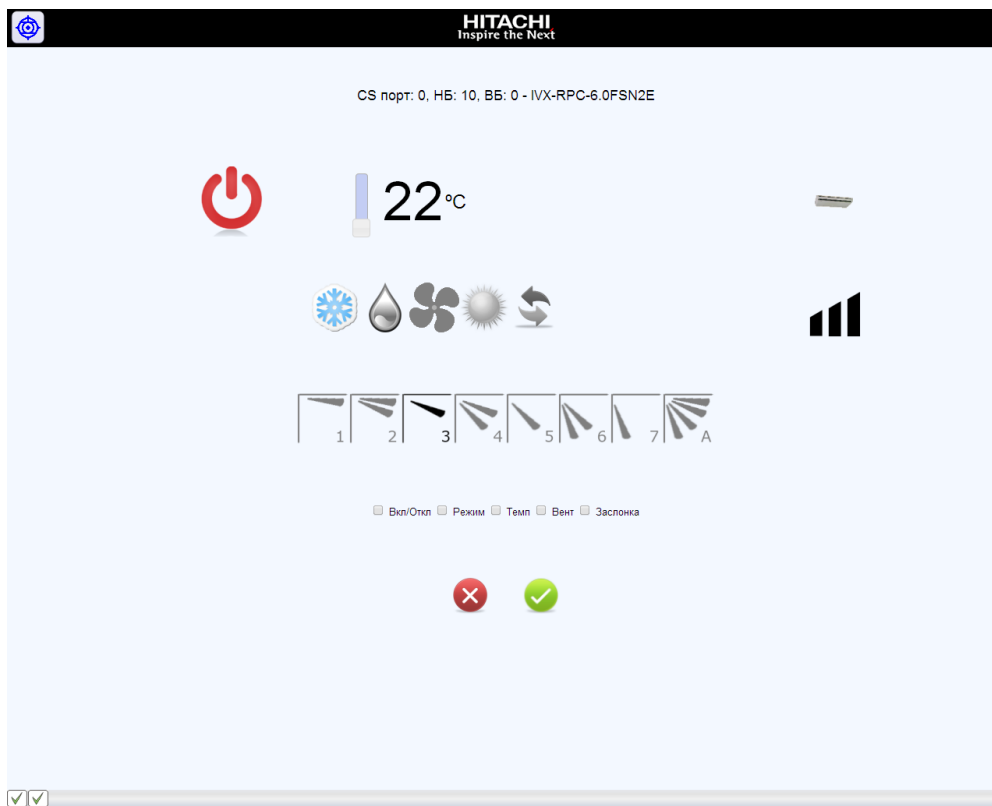 HITACHI
Inspire the Next
CS порт: 0, НБ: 10, ВБ: 0 - IVX-RPC-6.0FSN2E
22°C
1 2 3 4 5 6 7 A
Вкл/Откл Режим Темп Вент Заслонка